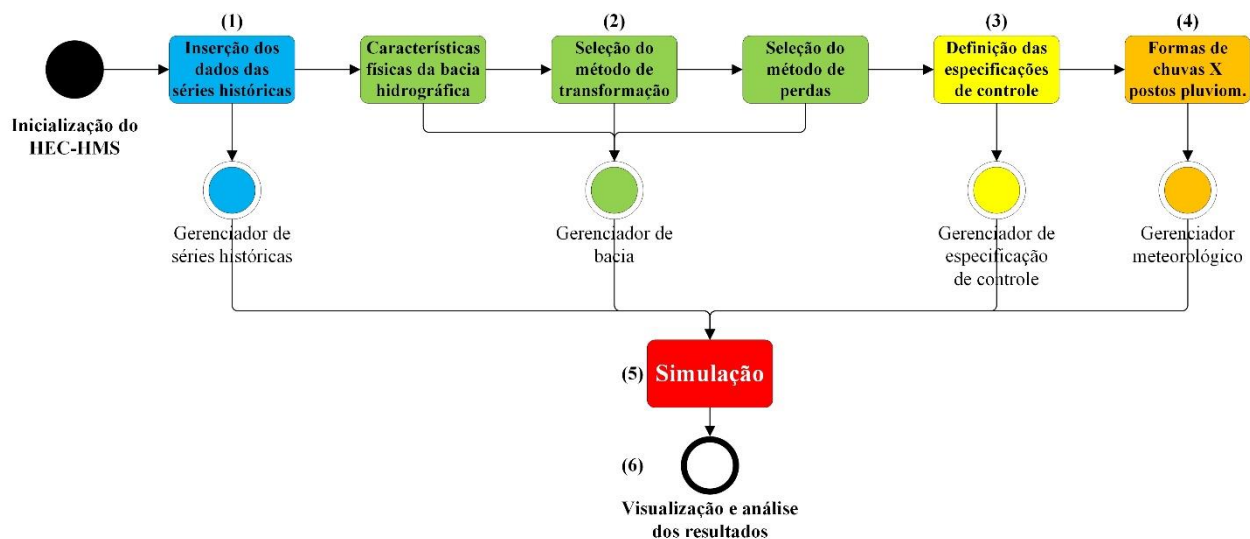 (1)
(2)
(3)
(4)
Inserção dos
dados das
séries históricas
Características
físicas da bacia
hidrográfica
Seleção do
método de
transformação
Seleção do
método de
perdas
Definição das
especificações
de controle
Formas de
chuvas X
postos pluviom.
Inicialização do
HEC-HMS
Gerenciador de
séries históricas
Gerenciador de
bacia
Gerenciador de
especificação
de controle
Gerenciador
meteorológico
(5)
Simulação
(6)
Visualização e análise
dos resultados